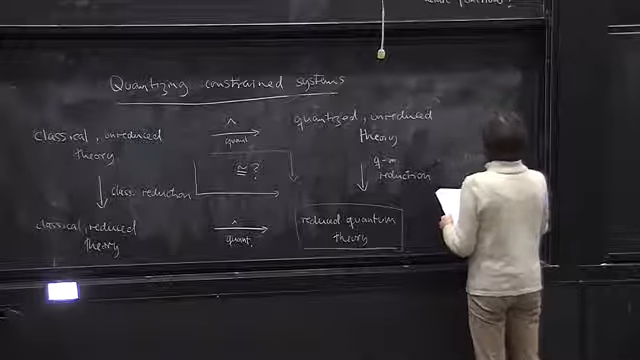 Quantizing constrained systems
classical, unreduced
theory
^
quant.
quantized, unreduced
theory
≅?
class. reduction
q-m.
reduction
classical, reduced
theory
^
quant.
reduced quantum
theory